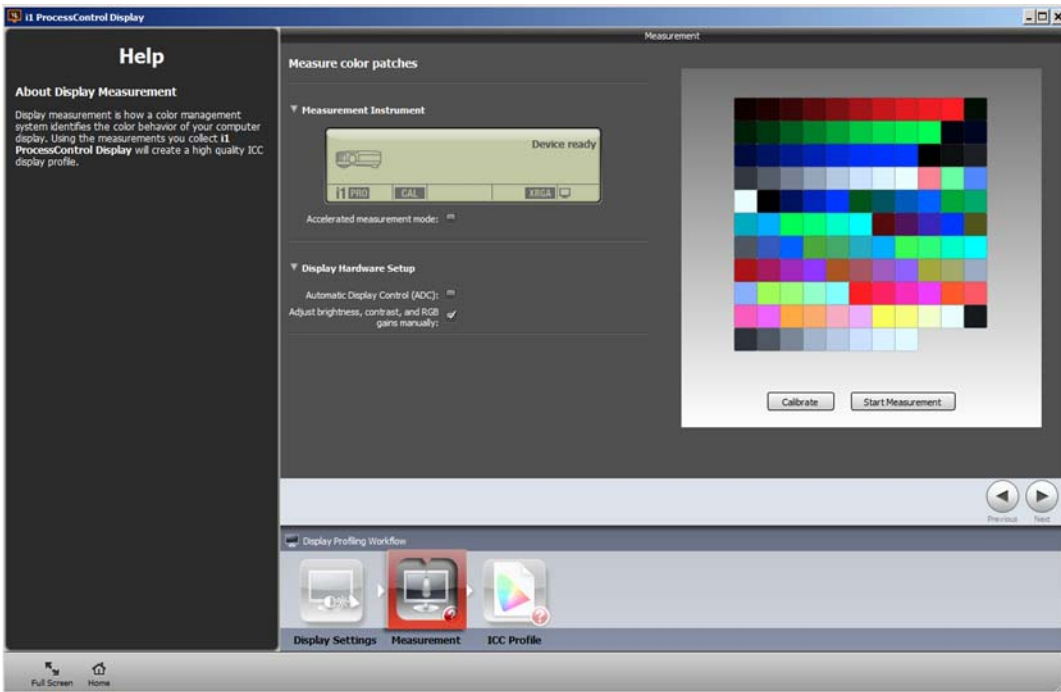 i1 ProcessControl Display
Help
About Display Measurement
Display measurement is how a color management
system identifies the color behavior of your computer
display. Using the measurements you collect i1
ProcessControl Display will create a high quality ICC
display profile.
Measurement
Measure color patches
Measurement Instrument
Device ready
i1 PRO CAL XRGA
Accelerated measurement mode:
Display Hardware Setup
Automatic Display Control (ADC):
Adjust brightness, contrast, and RGB
gains manually:
Calibrate Start Measurement
Previous Next
Display Profiling Workflow
Display Settings Measurement ICC Profile
Full Screen Home